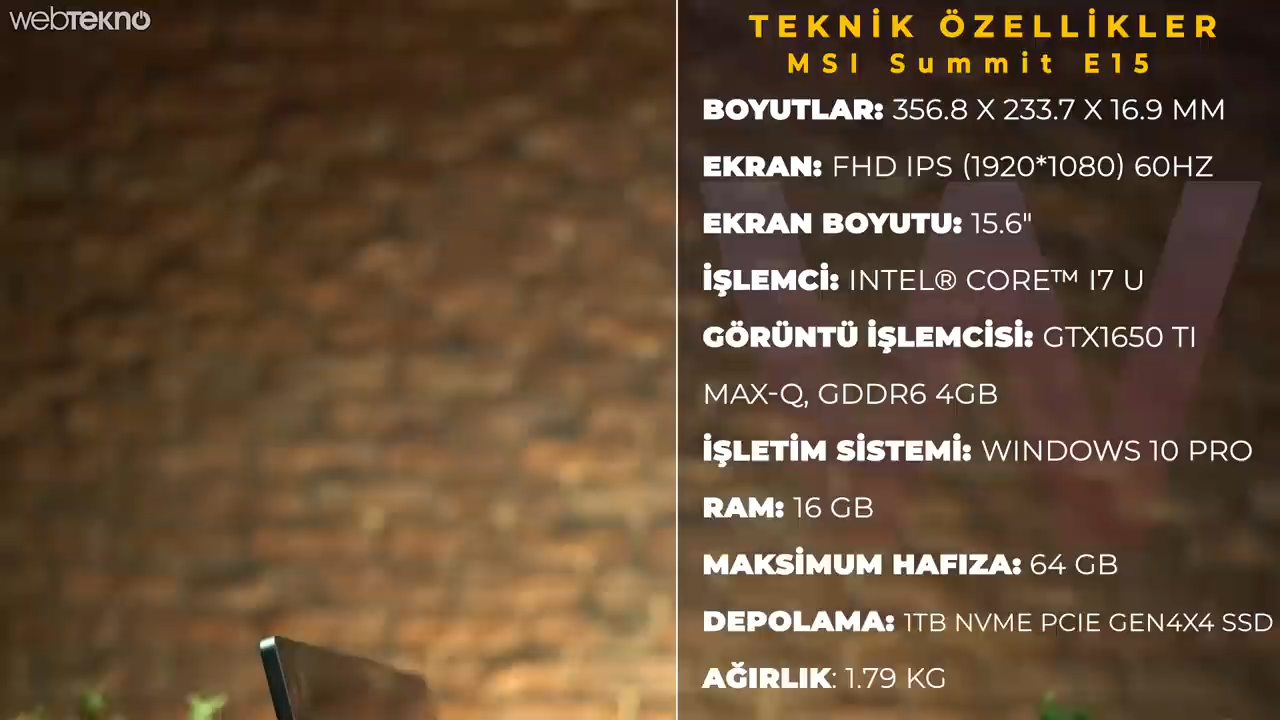 webTEKNO
TEKNİK ÖZELLİKLER
MSI Summit E15
BOYUTLAR: 356.8 X 233.7 X 16.9 MM
EKRAN: FHD IPS (1920*1080) 60HZ
EKRAN BOYUTU: 15.6"
İŞLEMCİ: INTEL® CORE™ I7 U
GÖRÜNTÜ İŞLEMCİSİ: GTX1650 TI
MAX-Q, GDDR6 4GB
İŞLETİM SİSTEMİ: WINDOWS 10 PRO
RAM: 16 GB
MAKSİMUM HAFIZA: 64 GB
DEPOLAMA: 1TB NVME PCIE GEN4X4 SSD
AĞIRLIK: 1.79 KG